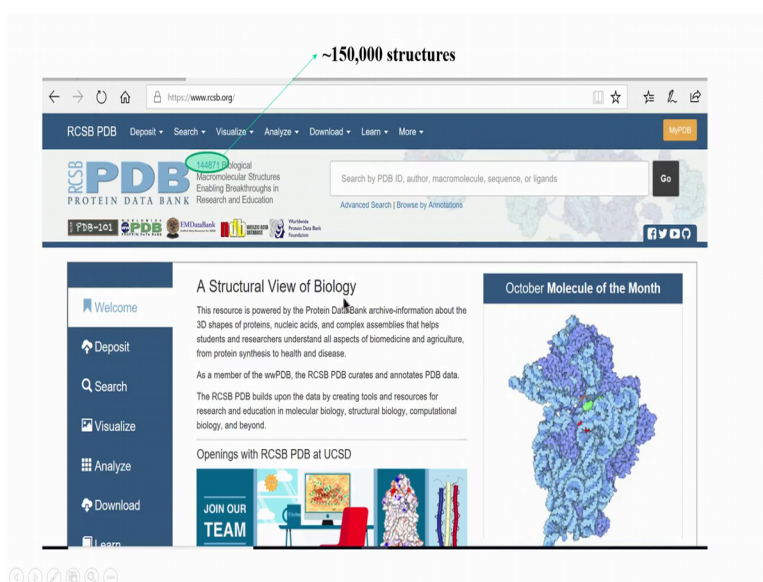 ~150,000 structures
https://www.rcsb.org/
RCSB PDB Deposit Search Visualize Analyze Download Learn More MyPDB
RCSB PDB
PROTEIN DATA BANK
144871 Biological
Macromolecular Structures
Enabling Breakthroughs in
Research and Education
Search by PDB ID, author, macromolecule, sequence, or ligands Go
Advanced Search | Browse by Annotations
PDB-101
PDB
EMDataBank
Worldwide
Protein Data Bank
Foundation
Welcome
Deposit
Search
Visualize
Analyze
Download
Learn
A Structural View of Biology
This resource is powered by the Protein Data Bank archive-information about the
3D shapes of proteins, nucleic acids, and complex assemblies that helps
students and researchers understand all aspects of biomedicine and agriculture,
from protein synthesis to health and disease.
As a member of the wwPDB, the RCSB PDB curates and annotates PDB data.
The RCSB PDB builds upon the data by creating tools and resources for
research and education in molecular biology, structural biology, computational
biology, and beyond.
Openings with RCSB PDB at UCSD
JOIN OUR
TEAM
October Molecule of the Month